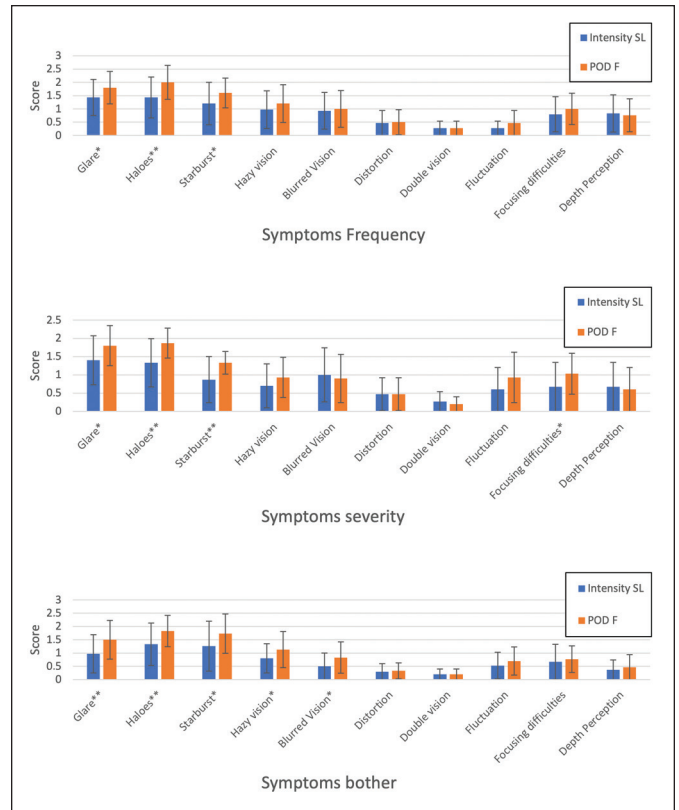 Intensity SL
POD F
Score
3
2.5
2
1.5
1
0.5
0
Glare*
Haloes**
Starburst*
Hazy vision
Blurred Vision
Distortion
Double vision
Fluctuation
Focusing difficulties
Depth Perception
Symptoms Frequency
Intensity SL
POD F
Score
2.5
2
1.5
1
0.5
0
Glare*
Haloes**
Starburst**
Hazy vision
Blurred Vision
Distortion
Double vision
Fluctuation
Focusing difficulties*
Depth Perception
Symptoms severity
Intensity SL
POD F
Score
3
2.5
2
1.5
1
0.5
0
Glare**
Haloes**
Starburst*
Hazy vision*
Blurred Vision*
Distortion
Double vision
Fluctuation
Focusing difficulties
Depth Perception
Symptoms bother